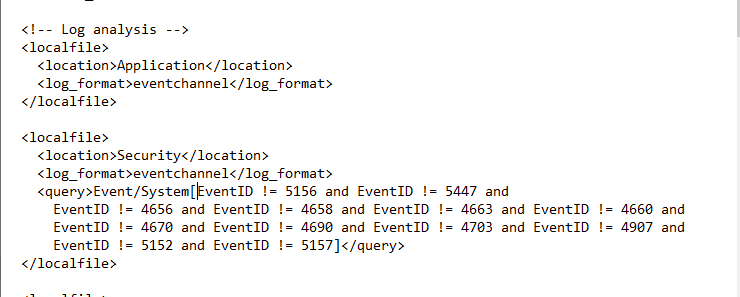 <!-- Log analysis -->
<localfile>
<location>Application</location>
<log_format>eventchannel</log_format>
</localfile>
<localfile>
<location>Security</location>
<log_format>eventchannel</log_format>
<query>Event/System[EventID != 5156 and EventID != 5447 and
EventID != 4656 and EventID != 4658 and EventID != 4663 and EventID != 4660 and
EventID != 4670 and EventID != 4690 and EventID != 4703 and EventID != 4907 and
EventID != 5152 and EventID != 5157]</query>
</localfile>